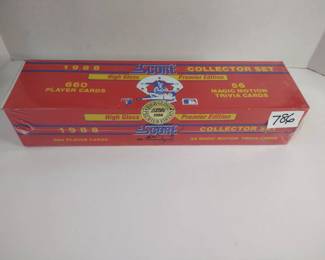 1988
Score
COLLECTOR SET
High Gloss Premier Edition
660
PLAYER CARDS
56
MAGIC MOTION
TRIVIA CARDS
786
High Gloss Premier Edition
1988
Score
COLLECTOR SET
660 PLAYER CARDS
56 MAGIC MOTION TRIVIA CARDS